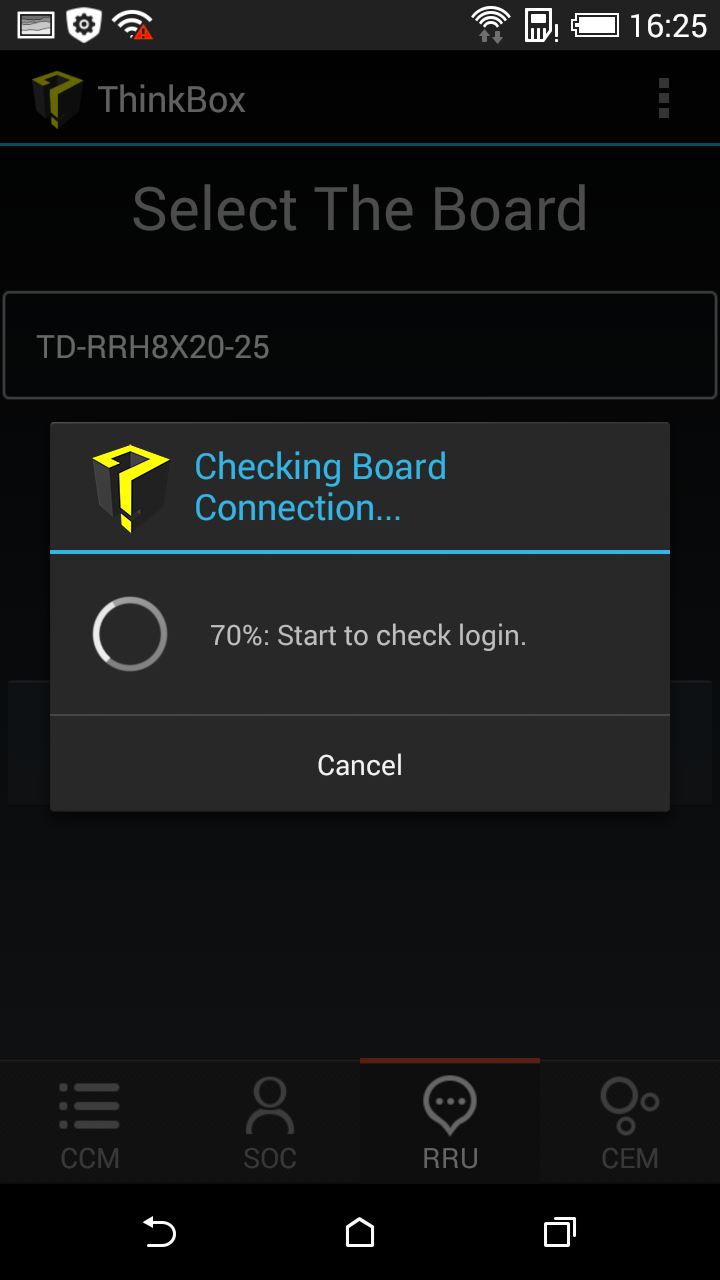 16:25
ThinkBox
Select The Board
TD-RRH8X20-25
Checking Board
Connection...
70%: Start to check login.
Cancel
CCM
SOC
RRU
CEM